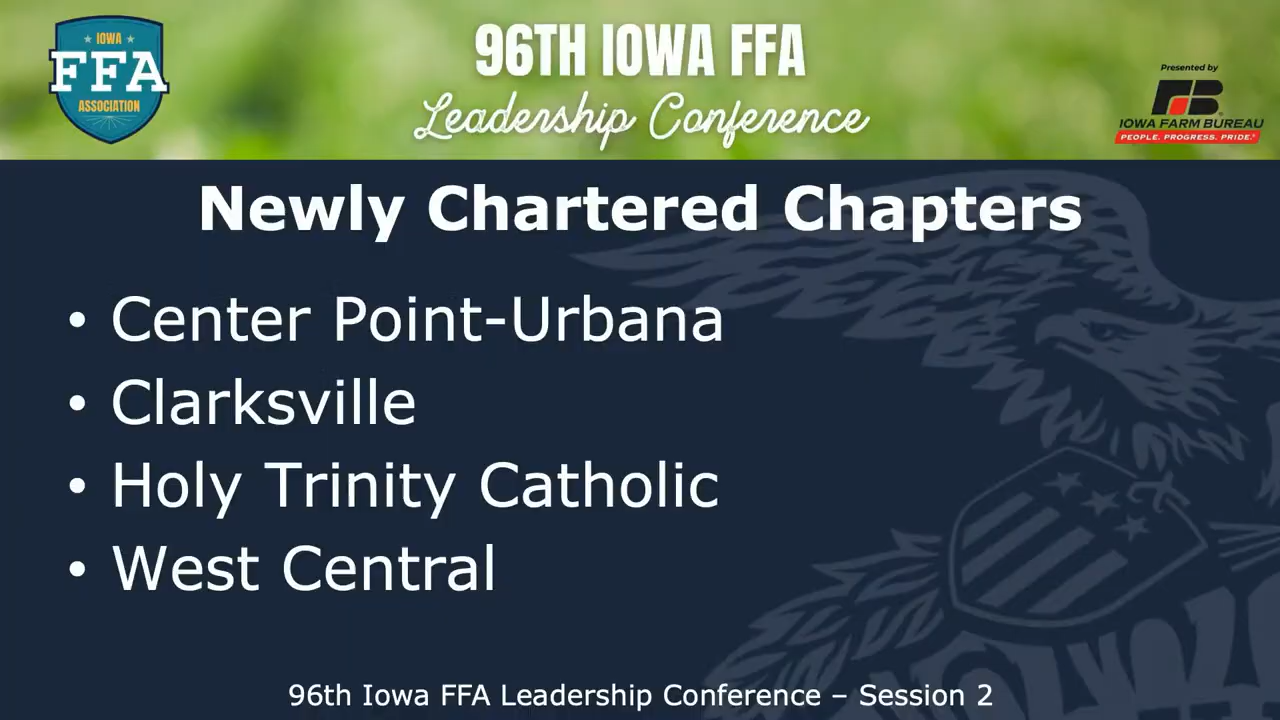 IOWA
FFA
ASSOCIATION
96TH IOWA FFA
Leadership Conference
Presented by
FB
IOWA FARM BUREAU
PEOPLE. PROGRESS. PRIDE.®
Newly Chartered Chapters
• Center Point-Urbana
• Clarksville
• Holy Trinity Catholic
• West Central
96th Iowa FFA Leadership Conference – Session 2